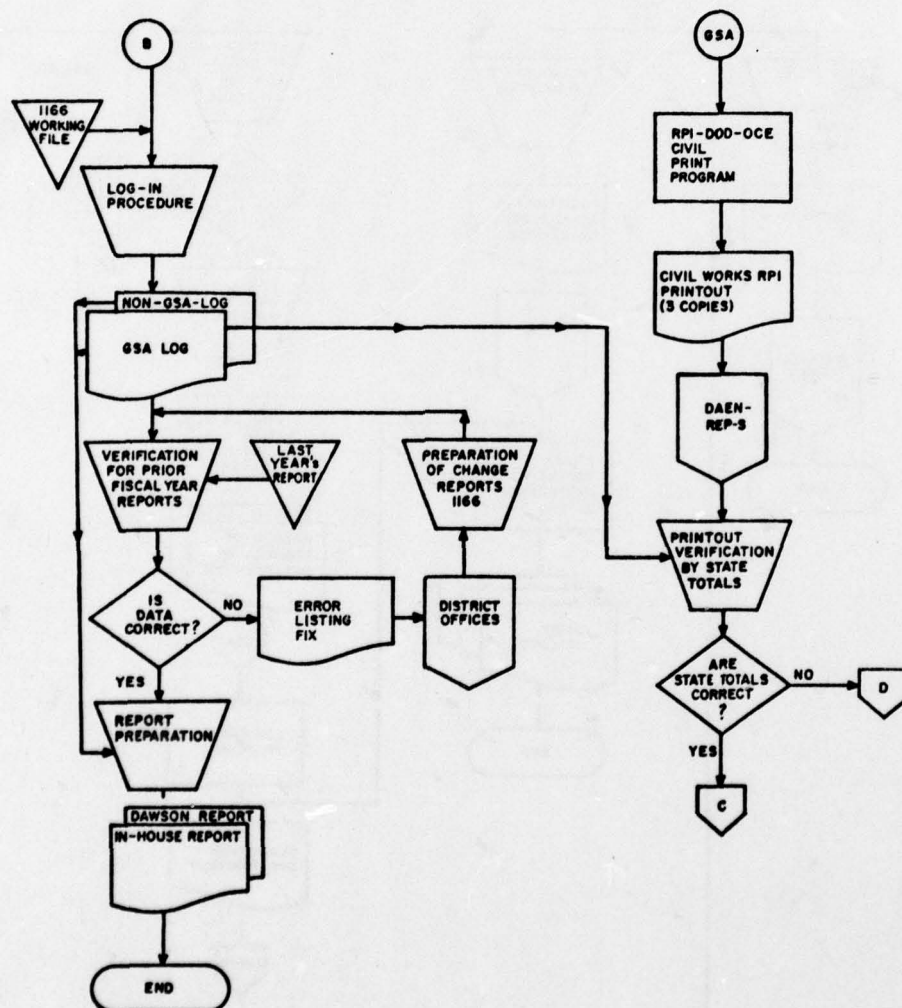 B
1166
WORKING
FILE
LOG-IN
PROCEDURE
NON-GSA-LOG
GSA LOG
VERIFICATION
FOR PRIOR
FISCAL YEAR
REPORTS
LAST
YEAR'S
REPORT
PREPARATION
OF CHANGE
REPORTS
1166
IS
DATA
CORRECT?
NO
ERROR
LISTING
FIX
DISTRICT
OFFICES
YES
REPORT
PREPARATION
DAWSON REPORT
IN-HOUSE REPORT
END
GSA
RPI-DOD-OCE
CIVIL
PRINT
PROGRAM
CIVIL WORKS RPI
PRINTOUT
(3 COPIES)
DAEN-
REP-S
PRINTOUT
VERIFICATION
BY STATE
TOTALS
ARE
STATE TOTALS
CORRECT
?
NO
D
YES
C